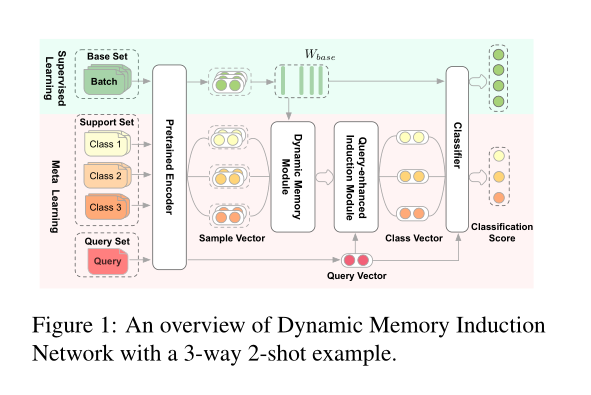 Supervised
Learning
Base Set
Batch
W_base
Meta Learning
Support Set
Class 1
Class 2
Class 3
Query Set
Query
Pretrained Encoder
Sample Vector
Dynamic Memory
Module
Query-enhanced
Induction Module
Class Vector
Query Vector
Classifier
Classification
Score
Figure 1: An overview of Dynamic Memory Induction
Network with a 3-way 2-shot example.